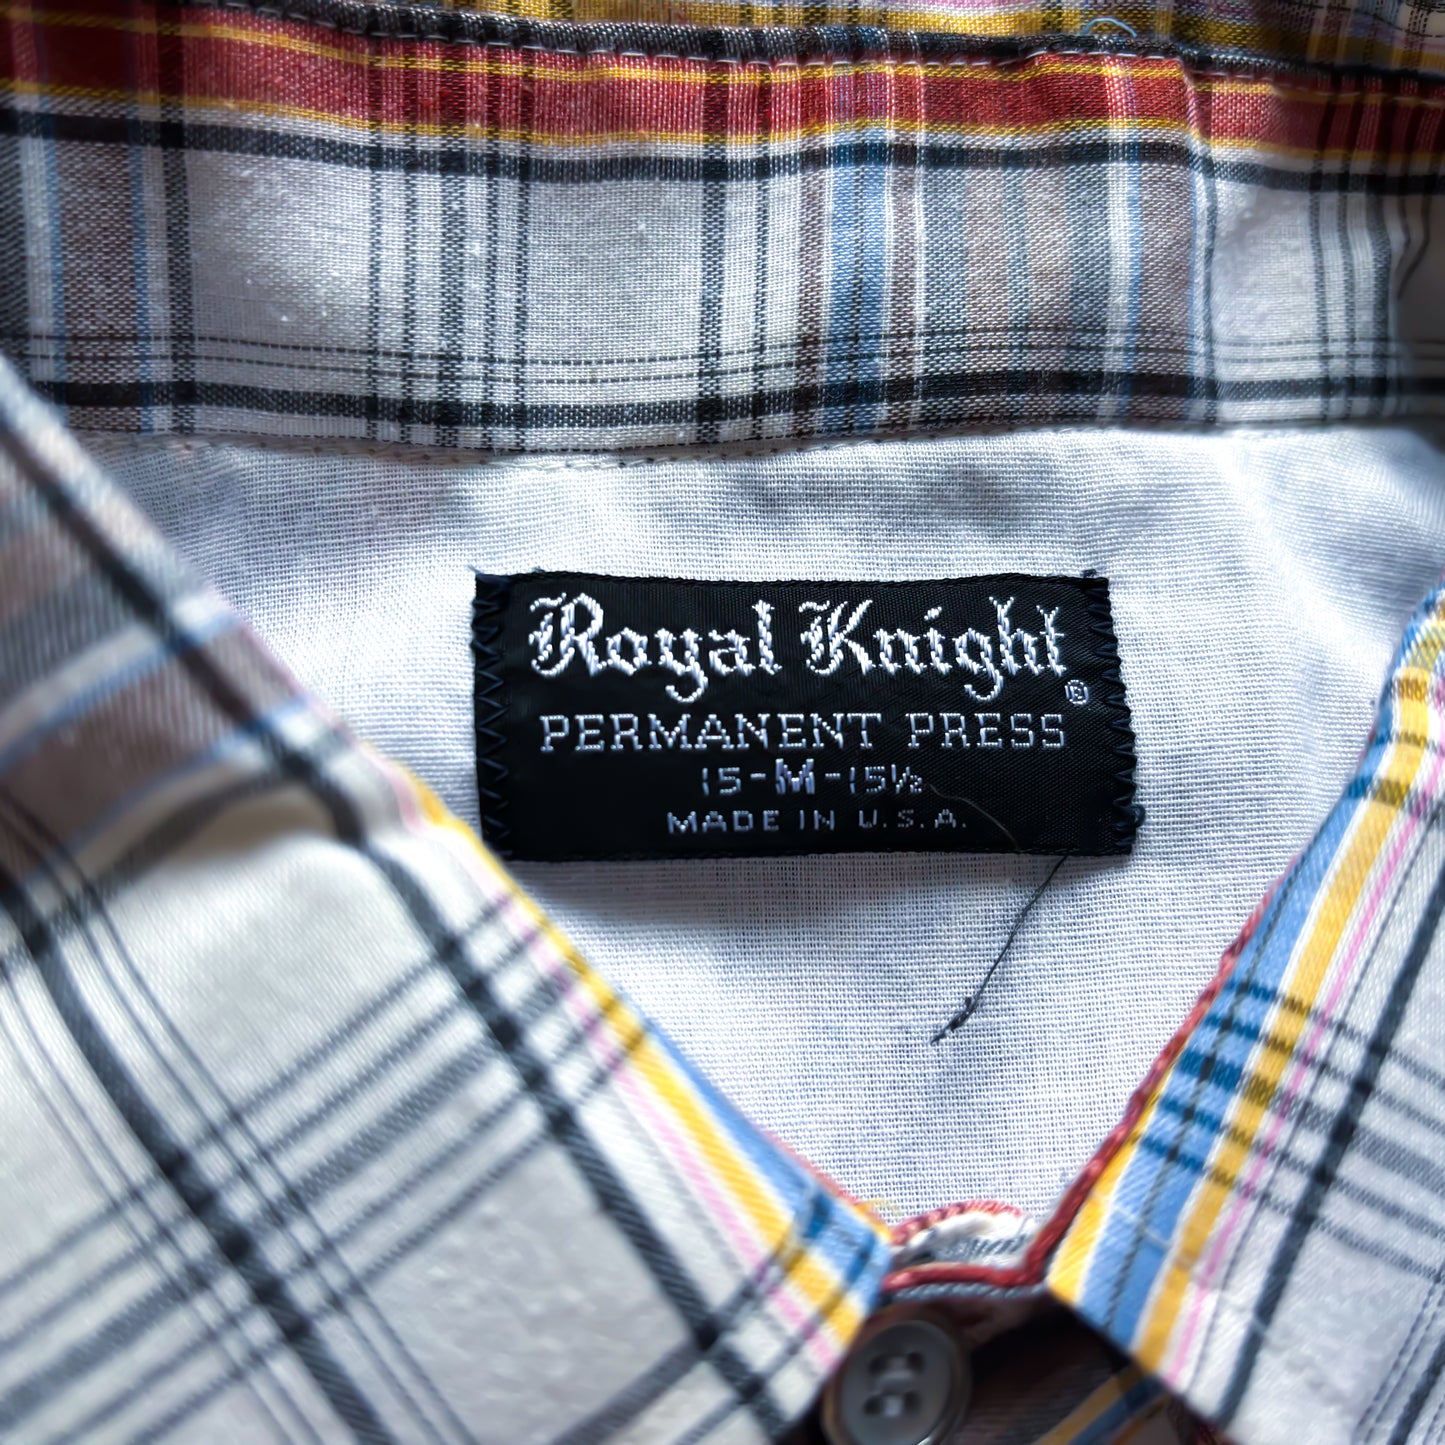 Royal Knight®
PERMANENT PRESS
15-M-15½
MADE IN U.S.A.